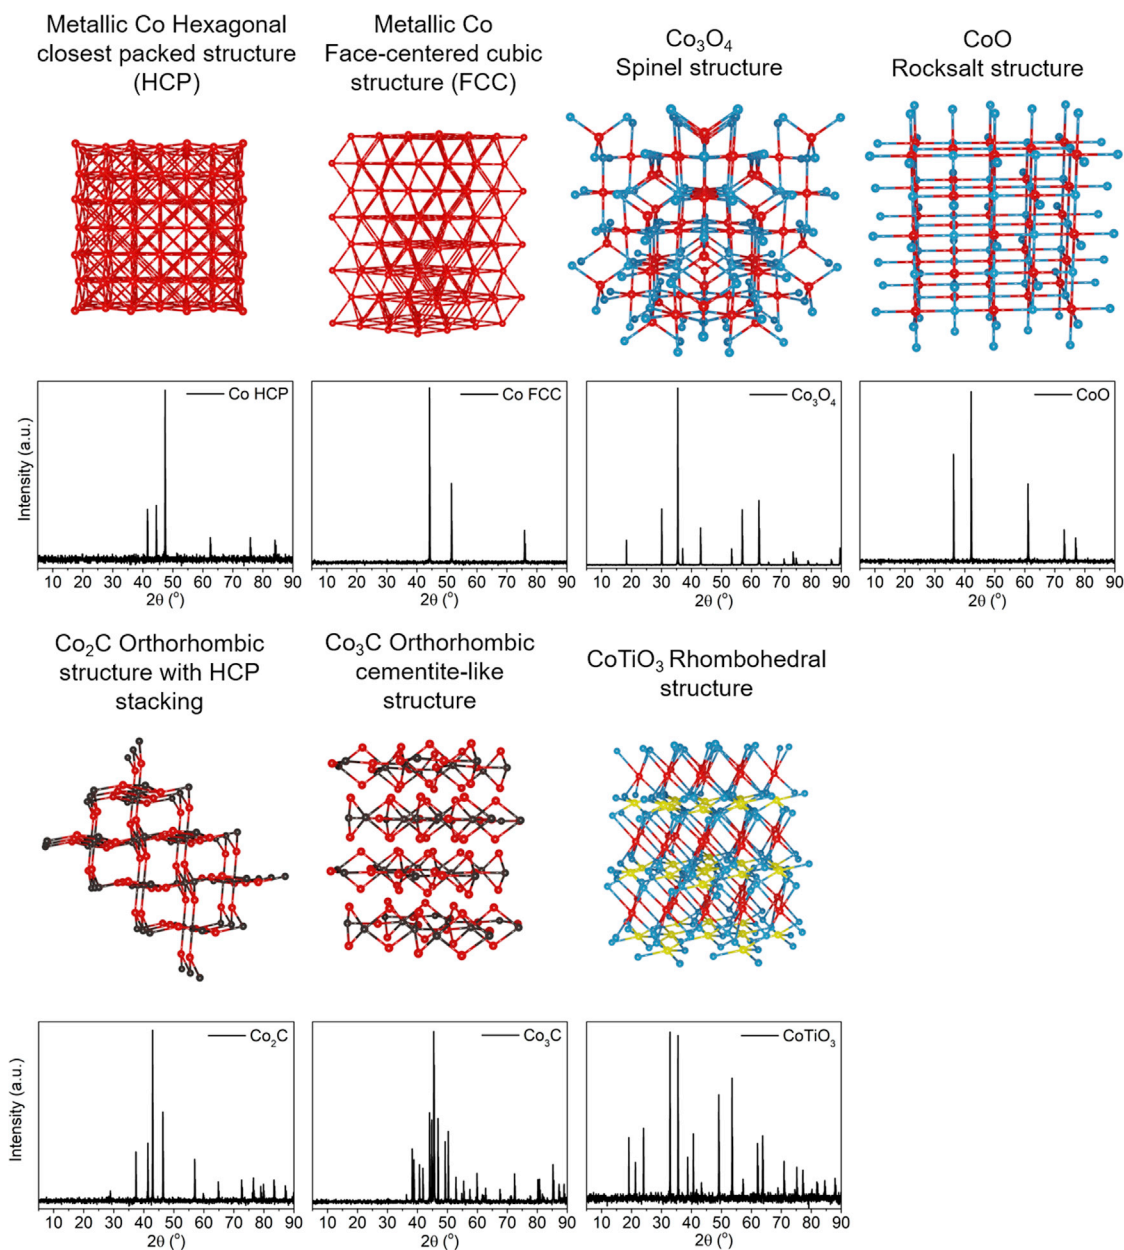 Metallic Co Hexagonal
closest packed structure
(HCP)
Metallic Co
Face-centered cubic
structure (FCC)
Co₃O₄
Spinel structure
CoO
Rocksalt structure
Intensity (a.u.)
Co HCP
10 20 30 40 50 60 70 80 90
2θ (°)
Co FCC
10 20 30 40 50 60 70 80 90
2θ (°)
Co₃O₄
10 20 30 40 50 60 70 80 90
2θ (°)
CoO
10 20 30 40 50 60 70 80 90
2θ (°)
Co₂C Orthorhombic
structure with HCP
stacking
Co₃C Orthorhombic
cementite-like
structure
CoTiO₃ Rhombohedral
structure
Intensity (a.u.)
Co₂C
10 20 30 40 50 60 70 80 90
2θ (°)
Co₃C
10 20 30 40 50 60 70 80 90
2θ (°)
CoTiO₃
10 20 30 40 50 60 70 80 90
2θ (°)